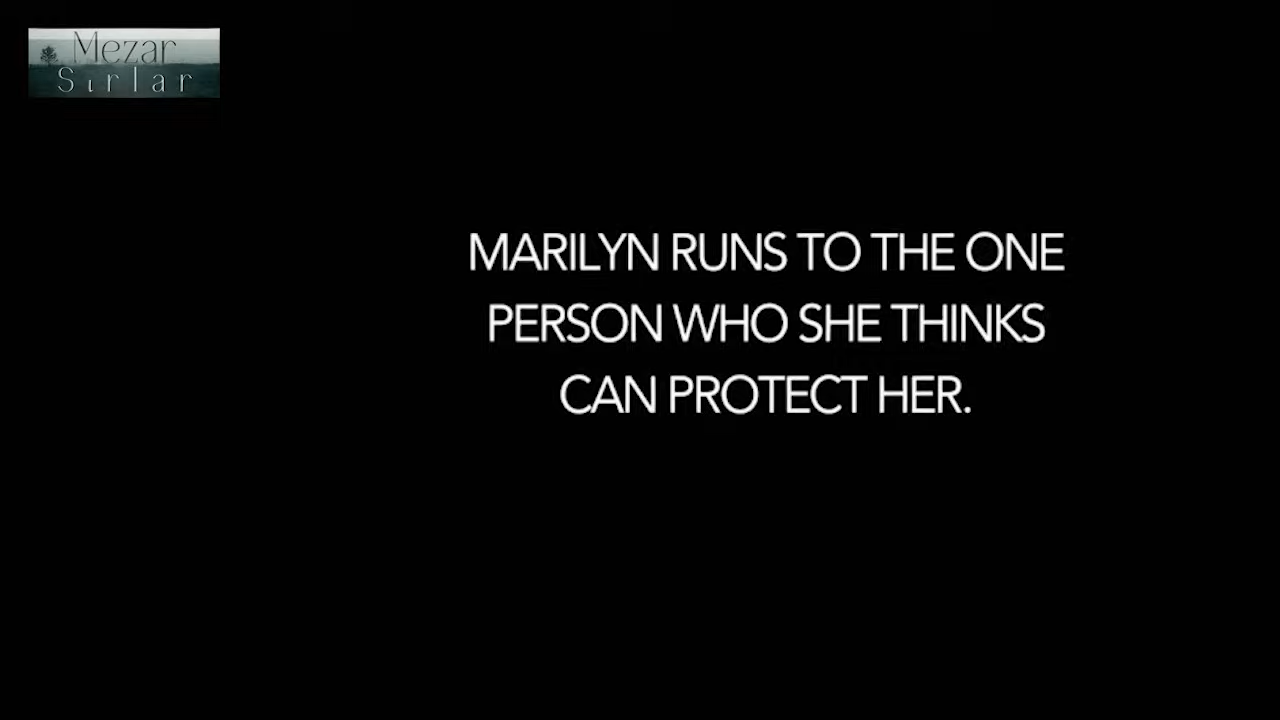 Mezar
Sırlar
MARILYN RUNS TO THE ONE
PERSON WHO SHE THINKS
CAN PROTECT HER.